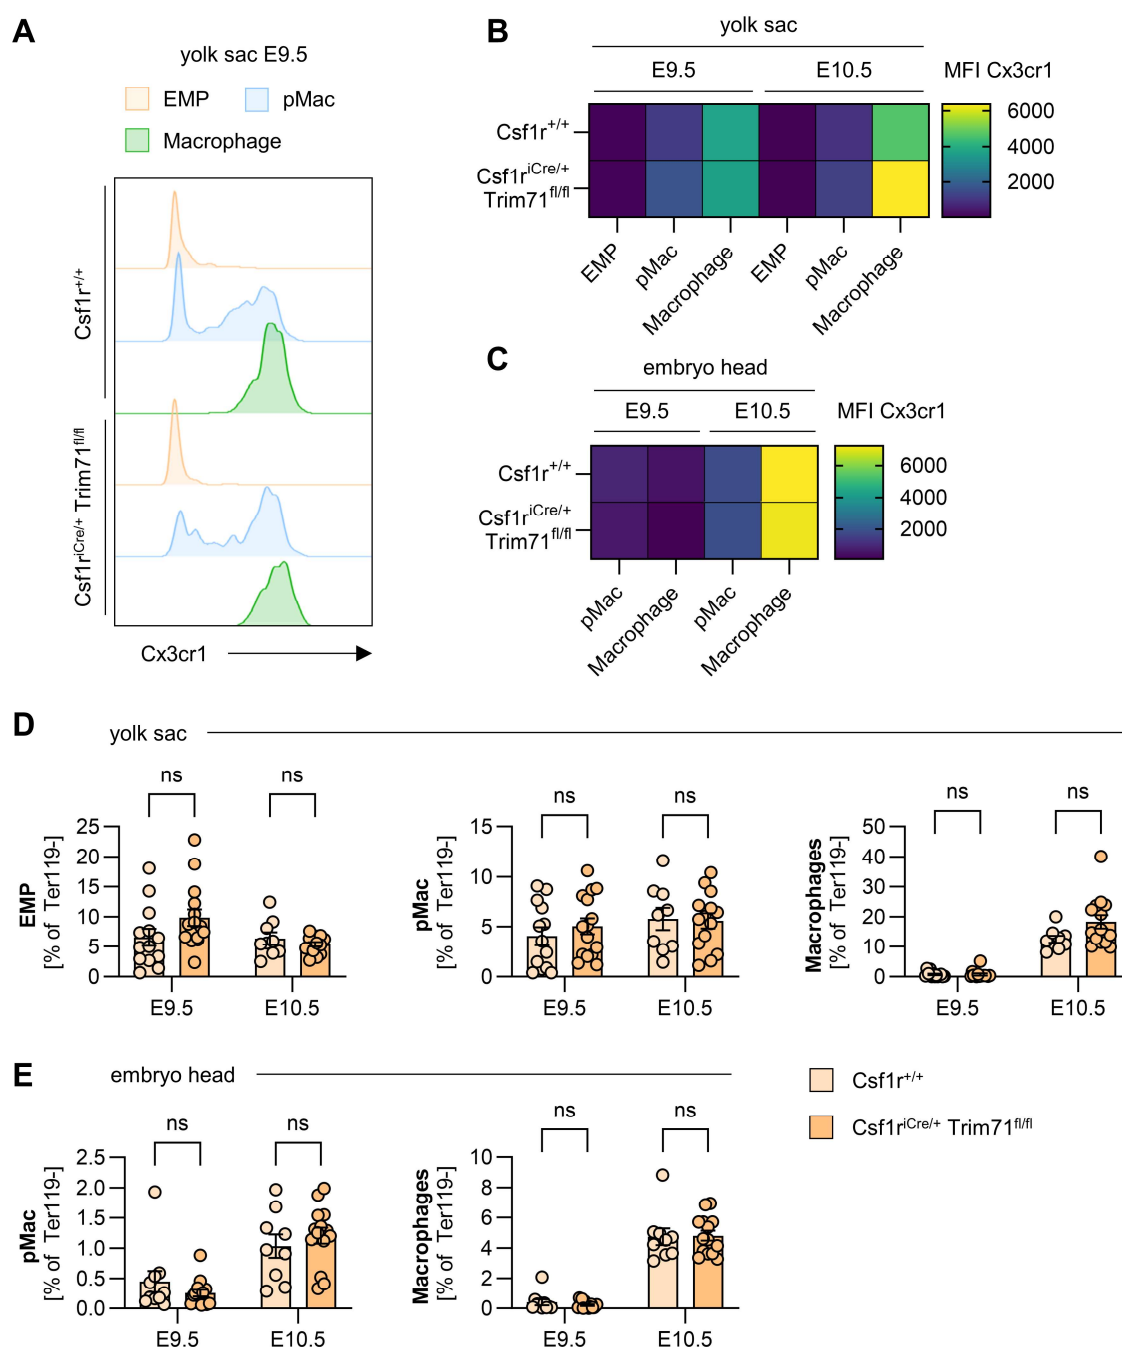 A
yolk sac E9.5
EMP
pMac
Macrophage
Csf1r+/+
Csf1riCre/+ Trim71fl/fl
Cx3cr1
B
yolk sac
E9.5
E10.5
MFI Cx3cr1
Csf1r+/+
Csf1riCre/+
Trim71fl/fl
6000
4000
2000
EMP
pMac
Macrophage
EMP
pMac
Macrophage
C
embryo head
E9.5
E10.5
MFI Cx3cr1
Csf1r+/+
Csf1riCre/+
Trim71fl/fl
6000
4000
2000
pMac
Macrophage
pMac
Macrophage
D
yolk sac
ns
ns
EMP
[% of Ter119-]
25
20
15
10
5
0
E9.5
E10.5
ns
ns
pMac
[% of Ter119-]
15
10
5
0
E9.5
E10.5
ns
ns
Macrophages
[% of Ter119-]
50
40
30
20
10
0
E9.5
E10.5
E
embryo head
ns
ns
pMac
[% of Ter119-]
2.5
2.0
1.5
1.0
0.5
0.0
E9.5
E10.5
ns
ns
Macrophages
[% of Ter119-]
10
8
6
4
2
0
E9.5
E10.5
Csf1r+/+
Csf1riCre/+ Trim71fl/fl